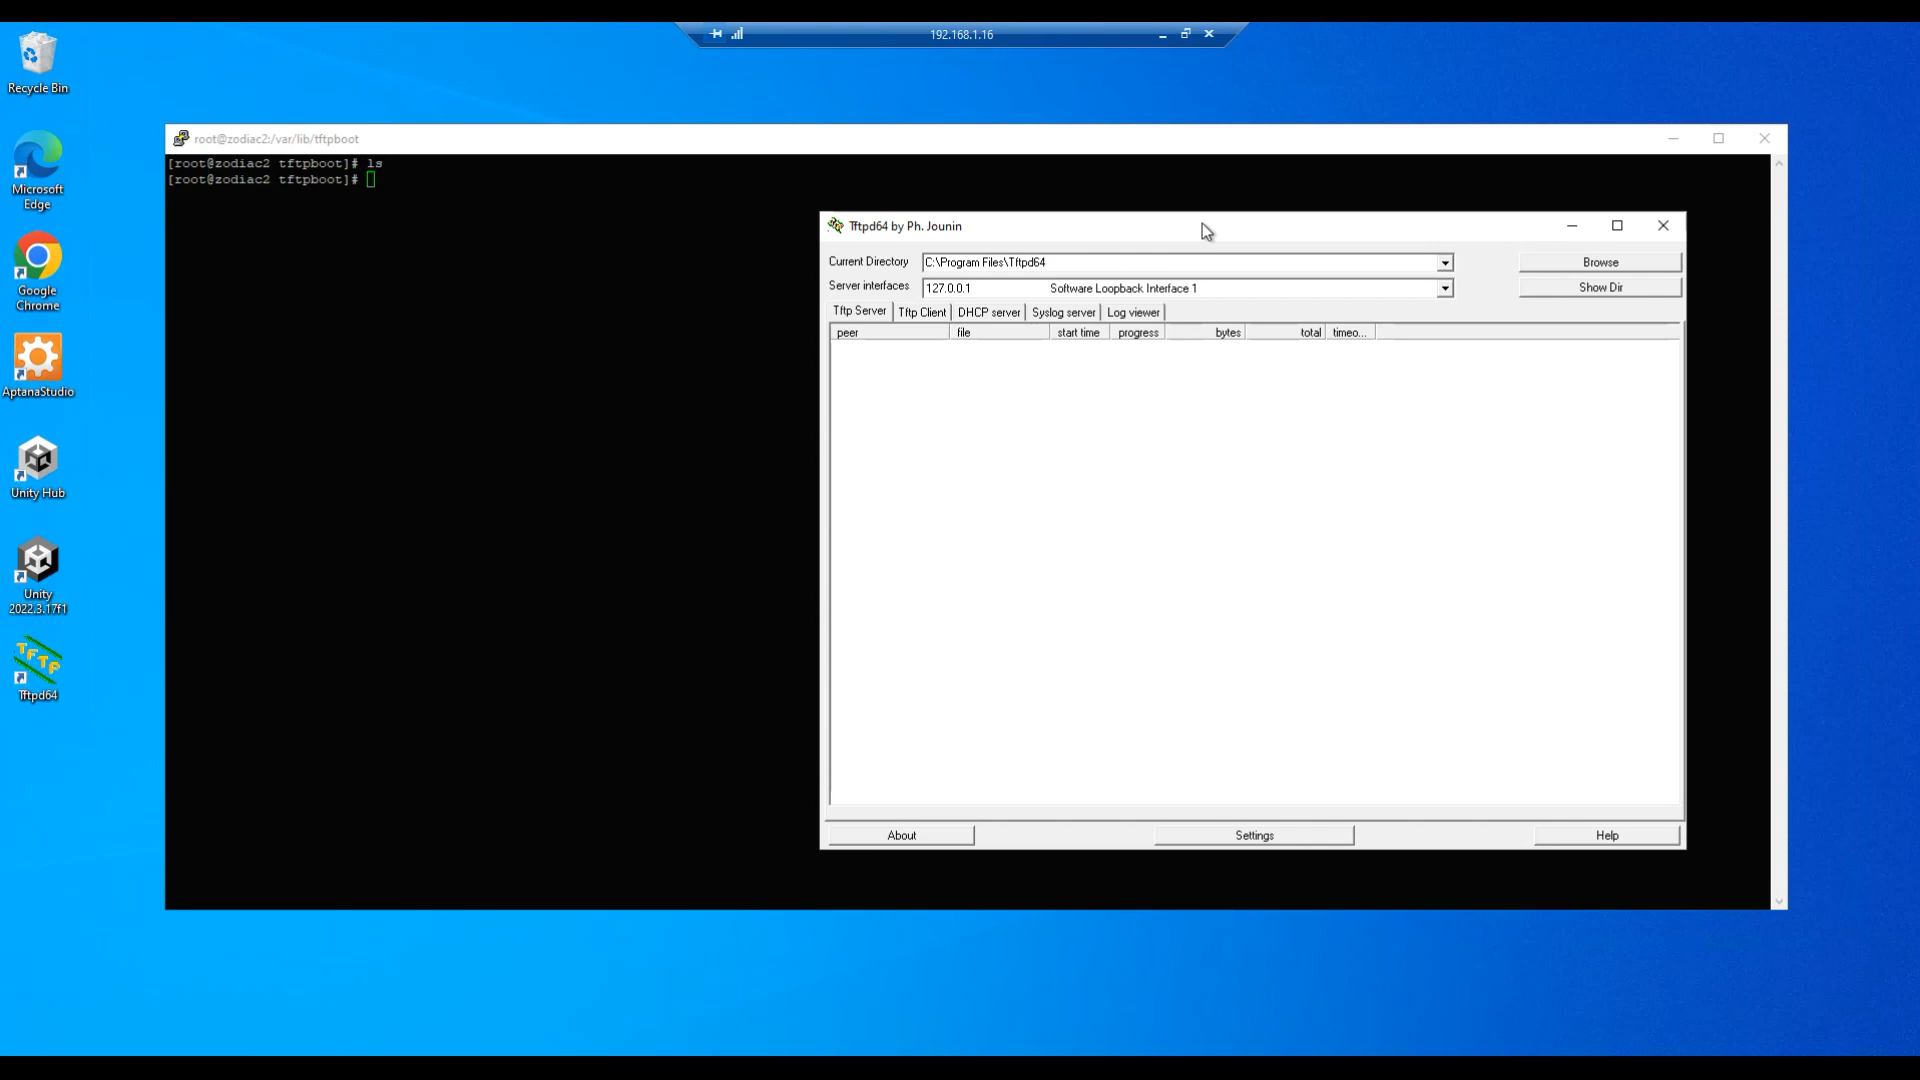 192.168.1.16
Recycle Bin
Microsoft
Edge
Google
Chrome
AptanaStudio
Unity Hub
Unity
2022.3.17f1
TFTP
Tftpd64
root@zodiac2:/var/lib/tftpboot
[root@zodiac2 tftpboot]# ls
[root@zodiac2 tftpboot]#
Tftpd64 by Ph. Jounin
Current Directory C:\Program Files\Tftpd64 Browse
Server interfaces 127.0.0.1 Software Loopback Interface 1 Show Dir
Tftp Server Tftp Client DHCP server Syslog server Log viewer
peer file start time progress bytes total timeo...
About Settings Help